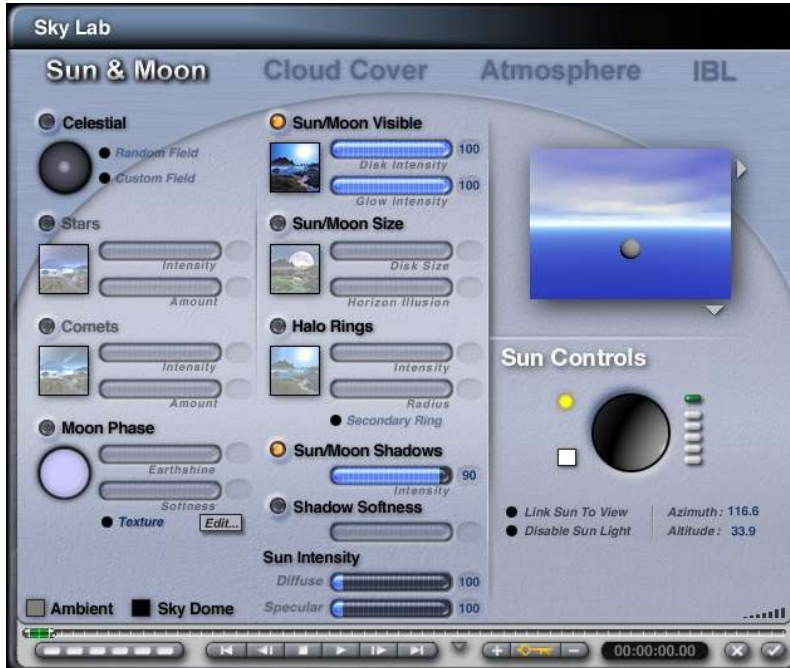 Sky Lab
Sun & Moon
Cloud Cover
Atmosphere
IBL
Celestial
Random Field
Custom Field
Stars
Intensity
Amount
Comets
Intensity
Amount
Moon Phase
Earthshine
Softness
Texture
Edit...
Ambient
Sky Dome
Sun/Moon Visible
100
Disk Intensity
100
Glow Intensity
Sun/Moon Size
Disk Size
Horizon Illusion
Halo Rings
Intensity
Radius
Secondary Ring
Sun/Moon Shadows
90
Intensity
Shadow Softness
Sun Intensity
Diffuse 100
Specular 100
Sun Controls
Link Sun To View
Disable Sun Light
Azimuth: 116.6
Altitude: 33.9
00:00:00.00